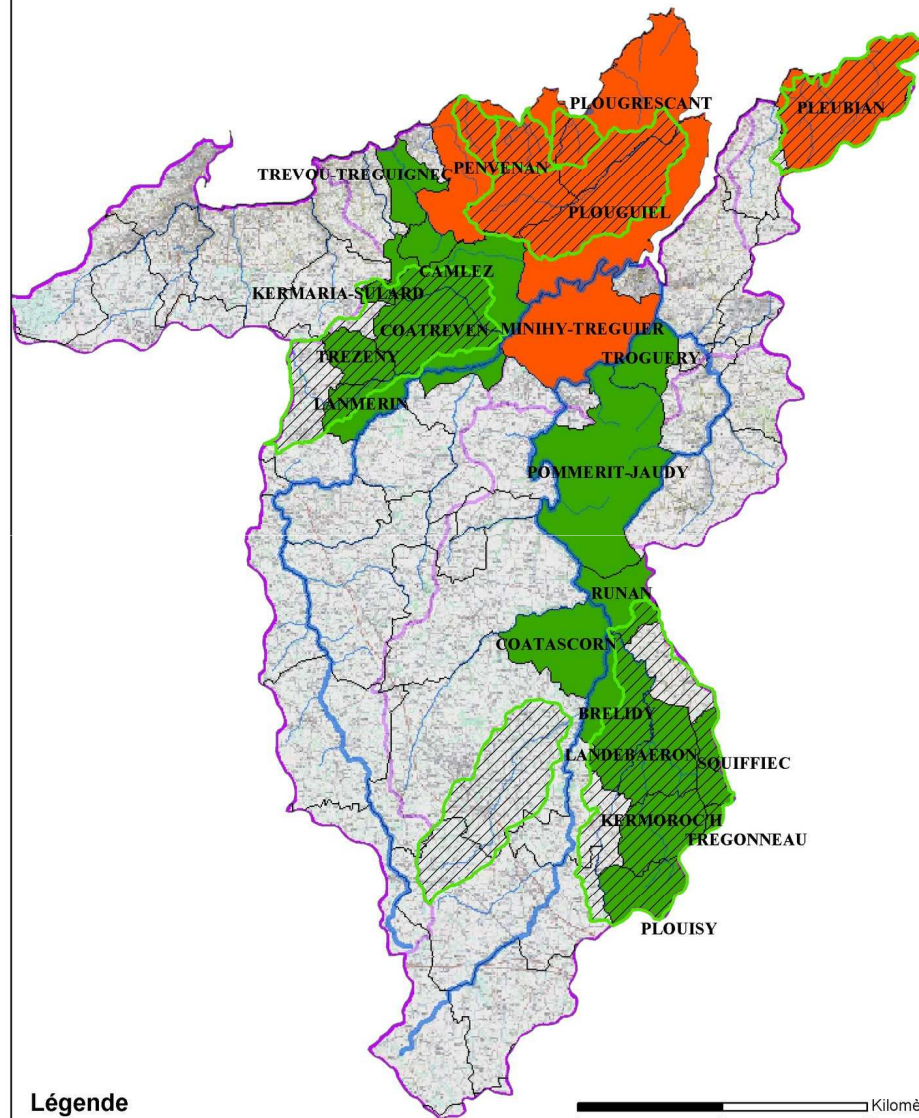 PLOUGRESCANT
PLEUBIAN
TREVOU-TREGUIGNEC
PENVENAN
PLOUGUIEL
CAMLEZ
KERMARIA-SULARD
COATREVEN
MINIHY-TREGUIER
TREZENY
TROGUERY
LANMERIN
POMMERIT-JAUDY
RUNAN
COATASCORN
BRELIDY
LANDEBAERON
SQUIFFIEC
KERMOROC'H
TREGONNEAU
PLOUISY
Légende
Kilomè